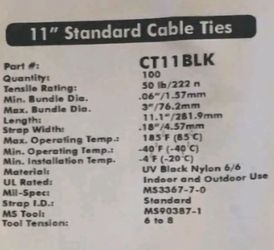 11" Standard Cable Ties
Part #: CT11BLK
Quantity: 100
Tensile Rating: 50 lb/222 n
Min. Bundle Dia. .06"/1.57mm
Max. Bundle Dia. 3"/76.2mm
Length: 11.1"/281.9mm
Strap Width: .18"/4.57mm
Max. Operating Temp.: 185°F (85°C)
Min. Operating Temp.: -40°F (-40°C)
Min. Installation Temp. -4°F (-20°C)
Material: UV Black Nylon 6/6
UL Rated: Indoor and Outdoor Use
Mil-Spec: MS3367-7-0
Strap I.D.: Standard
MS Tool: MS90387-1
Tool Tension: 6 to 8